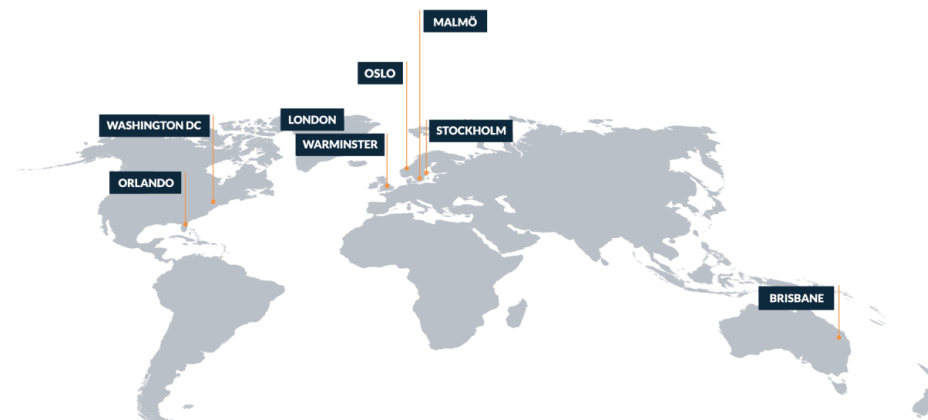 MALMÖ
OSLO
LONDON
WASHINGTON DC
STOCKHOLM
WARMINSTER
ORLANDO
BRISBANE